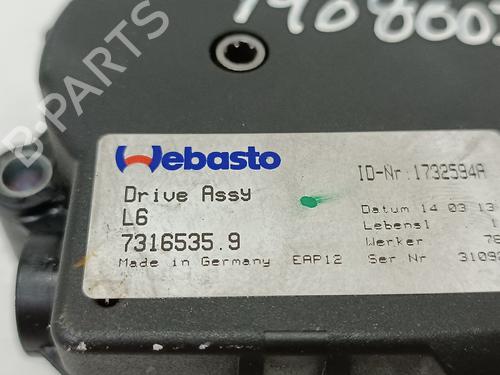 Webasto
ID-Nr. 1732594A
Drive Assy
L6
7316535.9
Made in Germany EAP12
Datum 14 03 13
Lebensl
Werker
Ser Nr
B-PARTS